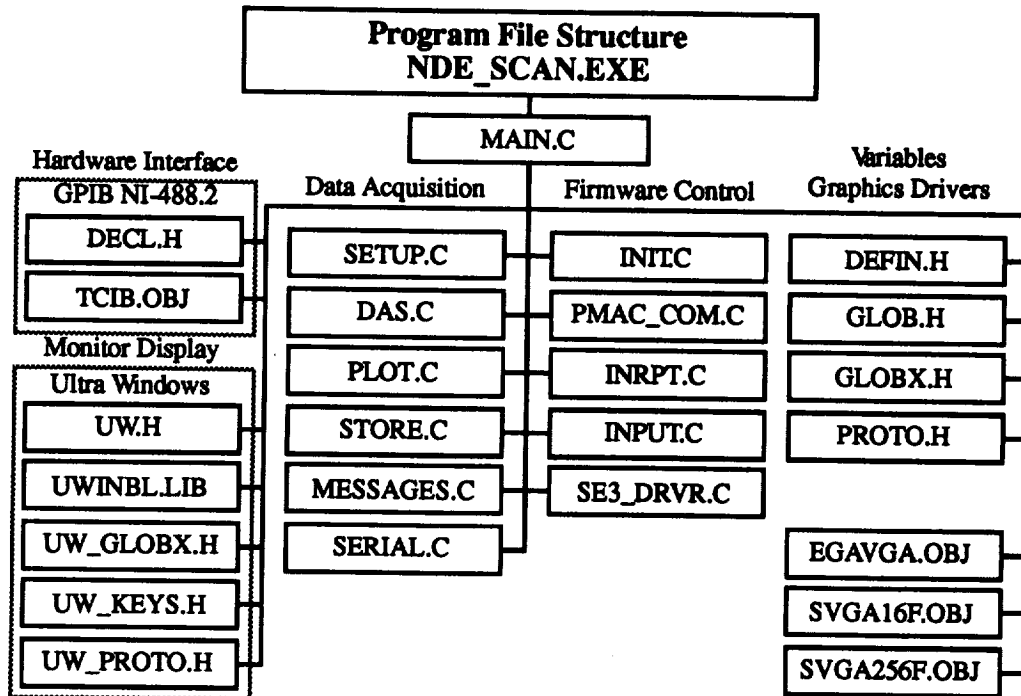 Program File Structure
NDE_SCAN.EXE
MAIN.C
Hardware Interface
GPIB NI-488.2
DECL.H
TCIB.OBJ
Monitor Display
Ultra Windows
UW.H
UWINBL.LIB
UW_GLOBX.H
UW_KEYS.H
UW_PROTO.H
Data Acquisition
SETUP.C
DAS.C
PLOT.C
STORE.C
MESSAGES.C
SERIAL.C
Firmware Control
INIT.C
PMAC_COM.C
INRPT.C
INPUT.C
SE3_DRVR.C
Variables
Graphics Drivers
DEFIN.H
GLOB.H
GLOBX.H
PROTO.H
EGAVGA.OBJ
SVGA16F.OBJ
SVGA256F.OBJ